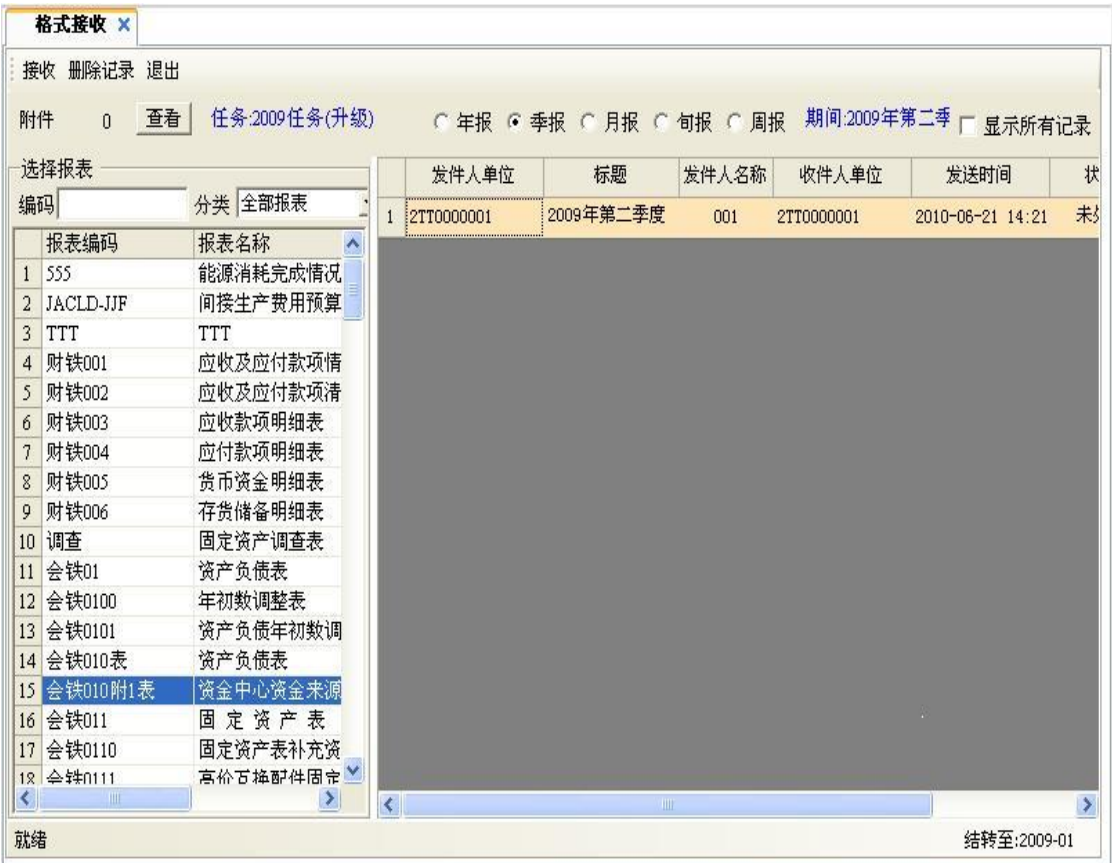 格式接收
接收 删除记录 退出
附件 0 查看 任务:2009任务(升级) 年报 季报 月报 旬报 周报 期间:2009年第二季 显示所有记录
选择报表
编码 分类 全部报表
报表编码 报表名称
1 555 能源消耗完成情况
2 JACLD-JJF 间接生产费用预算
3 TTT TTT
4 财铁001 应收及应付款项情
5 财铁002 应收及应付款项清
6 财铁003 应收款项明细表
7 财铁004 应付款项明细表
8 财铁005 货币资金明细表
9 财铁006 存货储备明细表
10 调查 固定资产调查表
11 会铁01 资产负债表
12 会铁0100 年初数调整表
13 会铁0101 资产负债年初数调
14 会铁010表 资产负债表
15 会铁010附1表 资金中心资金来源
16 会铁011 固 定 资 产 表
17 会铁0110 固定资产表补充资
18 会铁0111 高价互换配件固定
发件人单位 标题 发件人名称 收件人单位 发送时间 状
1 2TT0000001 2009年第二季度 001 2TT0000001 2010-06-21 14:21 未
就绪 结转至:2009-01